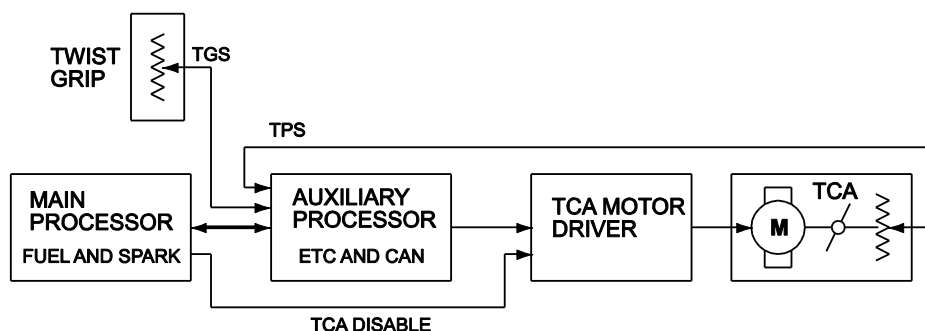 TWIST
GRIP
TGS
TPS
MAIN
PROCESSOR
FUEL AND SPARK
AUXILIARY
PROCESSOR
ETC AND CAN
TCA MOTOR
DRIVER
TCA
M
TCA DISABLE